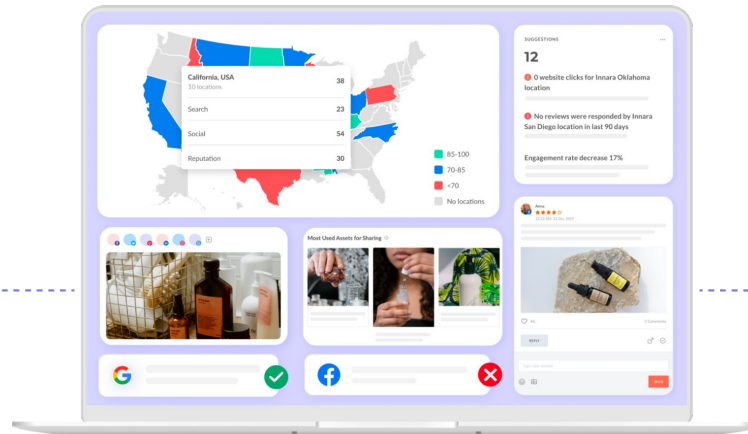 California, USA 38
10 locations
Search 23
Social 54
Reputation 30
85-100
70-85
<70
No locations
SUGGESTIONS
12
0 website clicks for Innara Oklahoma
location
No reviews were responded by Innara
San Diego location in last 90 days
Engagement rate decrease 17%
Most Used Assets for Sharing
Anna
REPLY